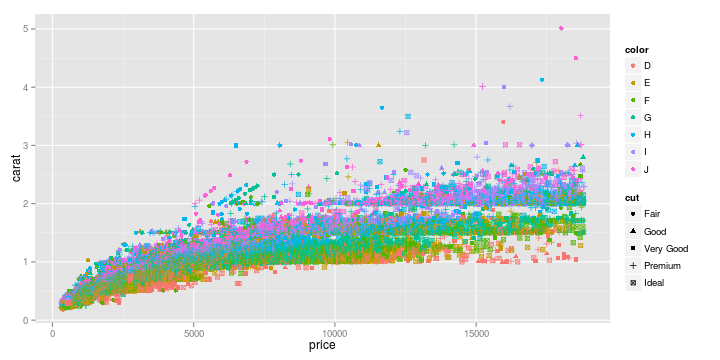 5
4
3
2
1
0
carat
0
5000
10000
15000
price
color
D
E
F
G
H
I
J
cut
Fair
Good
Very Good
Premium
Ideal